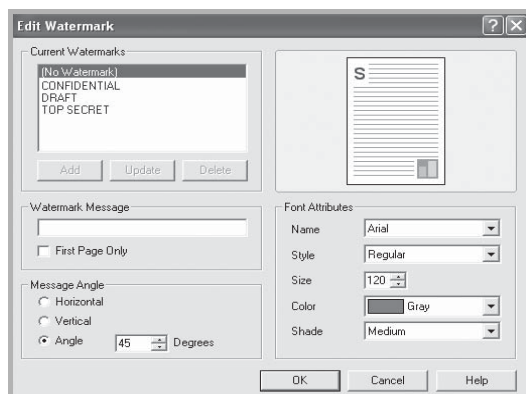 Edit Watermark
Current Watermarks
(No Watermark)
CONFIDENTIAL
DRAFT
TOP SECRET
Add Update Delete
S
Watermark Message
First Page Only
Message Angle
Horizontal
Vertical
Angle 45 Degrees
Font Attributes
Name Arial
Style Regular
Size 120
Color Gray
Shade Medium
OK Cancel Help